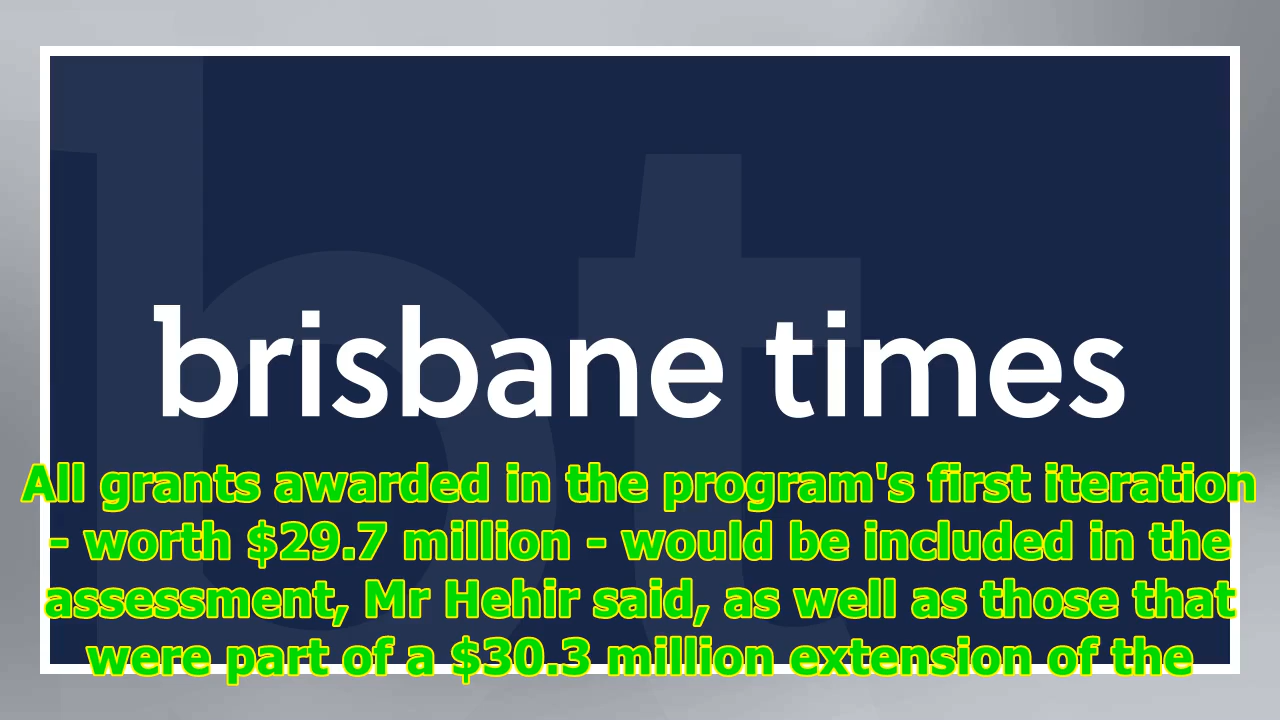 brisbane times
All grants awarded in the program's first iteration
- worth $29.7 million - would be included in the
assessment, Mr Hehir said, as well as those that
were part of a $30.3 million extension of the